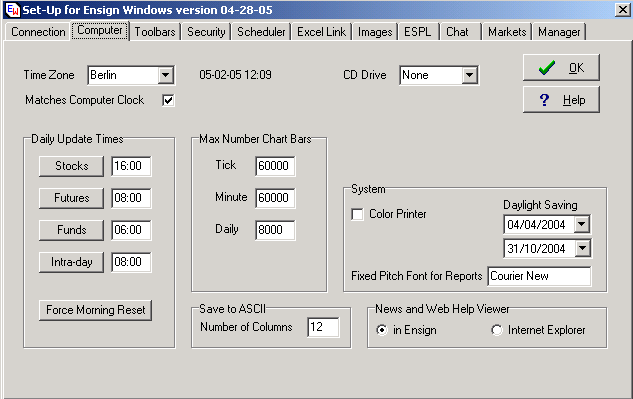 Set-Up for Ensign Windows version 04-28-05
Connection Computer Toolbars Security Scheduler Excel Link Images ESPL Chat Markets Manager
Time Zone Berlin 05-02-05 12:09 CD Drive None OK
Matches Computer Clock ? Help
Daily Update Times Max Number Chart Bars
Stocks 16:00 Tick 60000
Futures 08:00 Minute 60000
Funds 06:00 Daily 8000
Intra-day 08:00
Force Morning Reset
System
Color Printer Daylight Saving
04/04/2004
31/10/2004
Fixed Pitch Font for Reports Courier New
Save to ASCII
Number of Columns 12
News and Web Help Viewer
in Ensign Internet Explorer